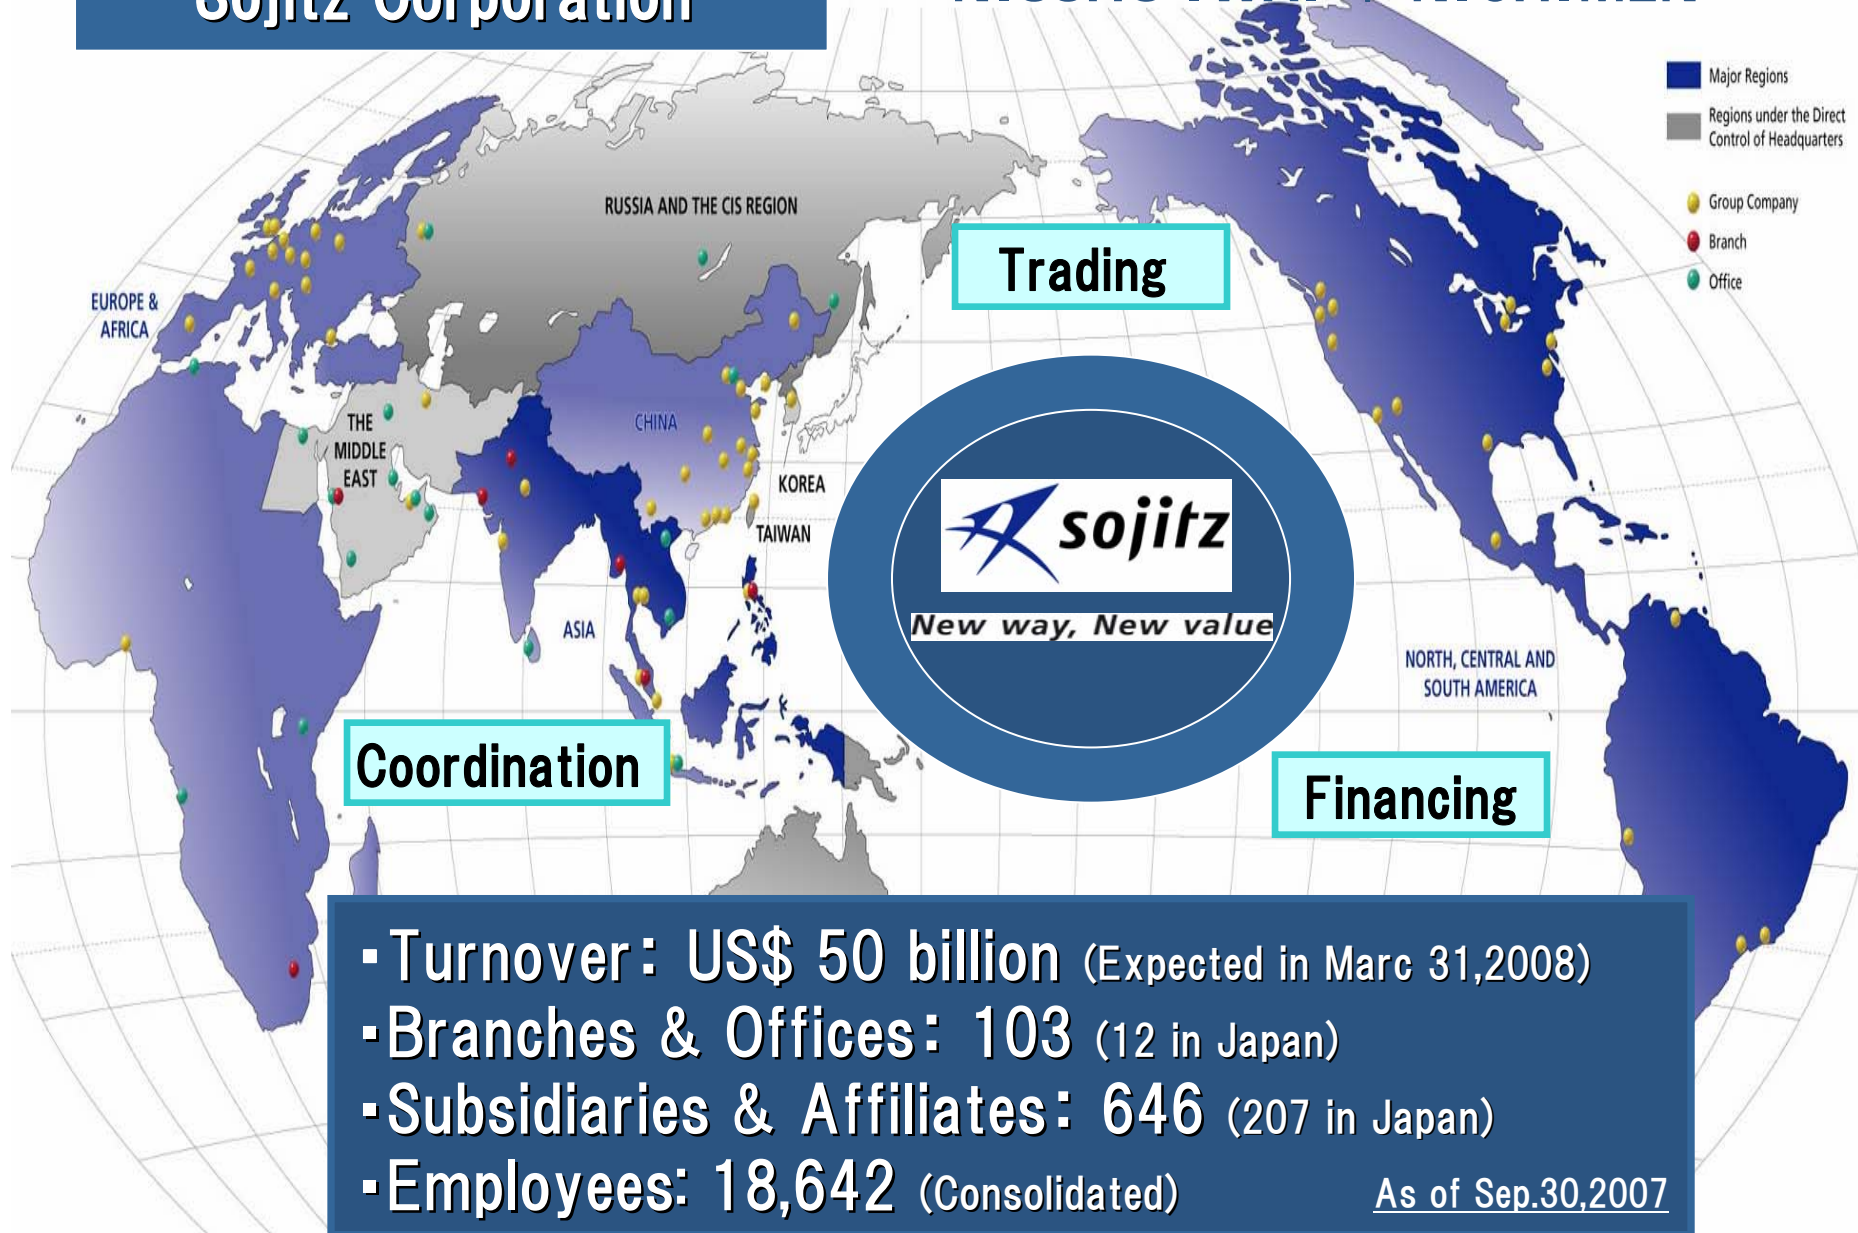 Sojitz Corporation
Major Regions
Regions under the Direct
Control of Headquarters
Group Company
Branch
Office
RUSSIA AND THE CIS REGION
Trading
EUROPE &
AFRICA
THE
MIDDLE
EAST
CHINA
KOREA
TAIWAN
sojitz
New way, New value
ASIA
NORTH, CENTRAL AND
SOUTH AMERICA
Coordination
Financing
▪Turnover: US$ 50 billion (Expected in Marc 31,2008)
▪Branches & Offices: 103 (12 in Japan)
▪Subsidiaries & Affiliates: 646 (207 in Japan)
▪Employees: 18,642 (Consolidated) As of Sep.30,2007